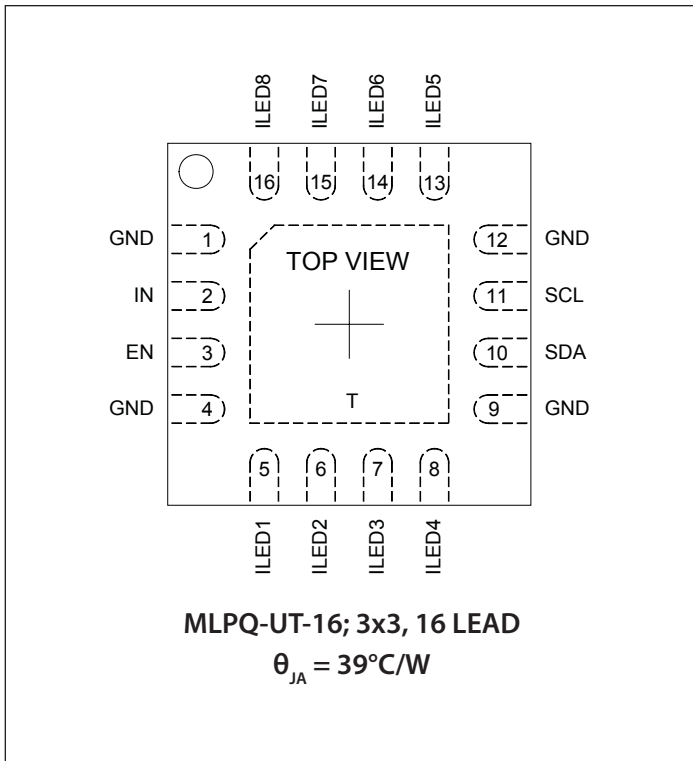 ILED8 ILED7 ILED6 ILED5
16 15 14 13
GND 1 12 GND
TOP VIEW
IN 2 11 SCL
EN 3 10 SDA
T
GND 4 9 GND
5 6 7 8
ILED1 ILED2 ILED3 ILED4
MLPQ-UT-16; 3x3, 16 LEAD
θJA = 39°C/W